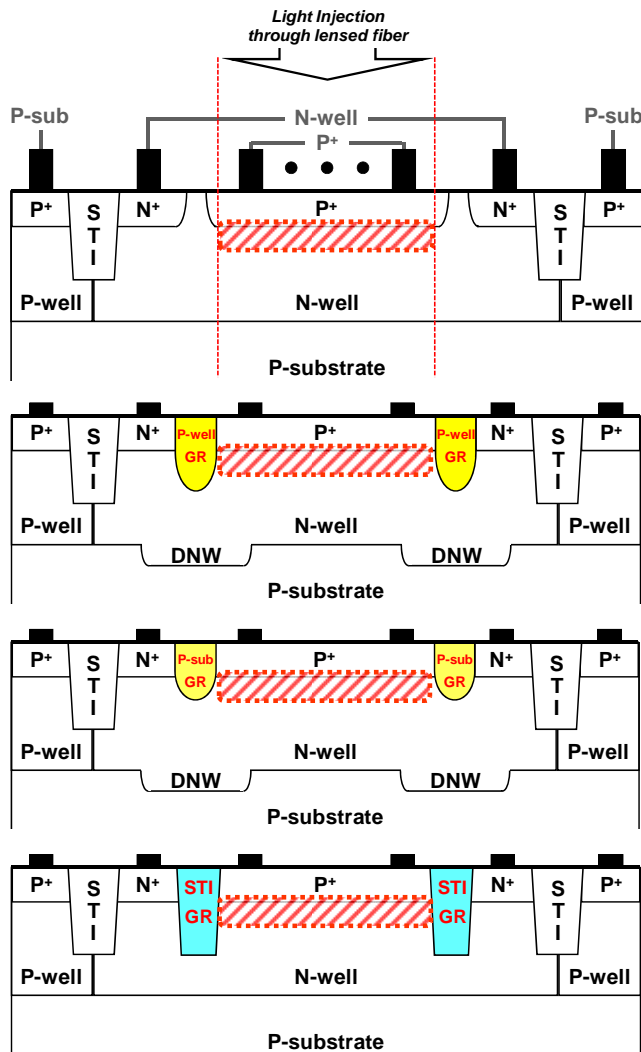 Light Injection
through lensed fiber
P-sub N-well P-sub
P+
P+ S T I N+ P+ N+ S T I P+
P-well N-well P-well
P-substrate
P+ S T I N+ P-well GR P+ P-well GR N+ S T I P+
P-well N-well P-well
DNW DNW
P-substrate
P+ S T I N+ P-sub GR P+ P-sub GR N+ S T I P+
P-well N-well P-well
DNW DNW
P-substrate
P+ S T I N+ STI GR P+ STI GR N+ S T I P+
P-well N-well P-well
P-substrate